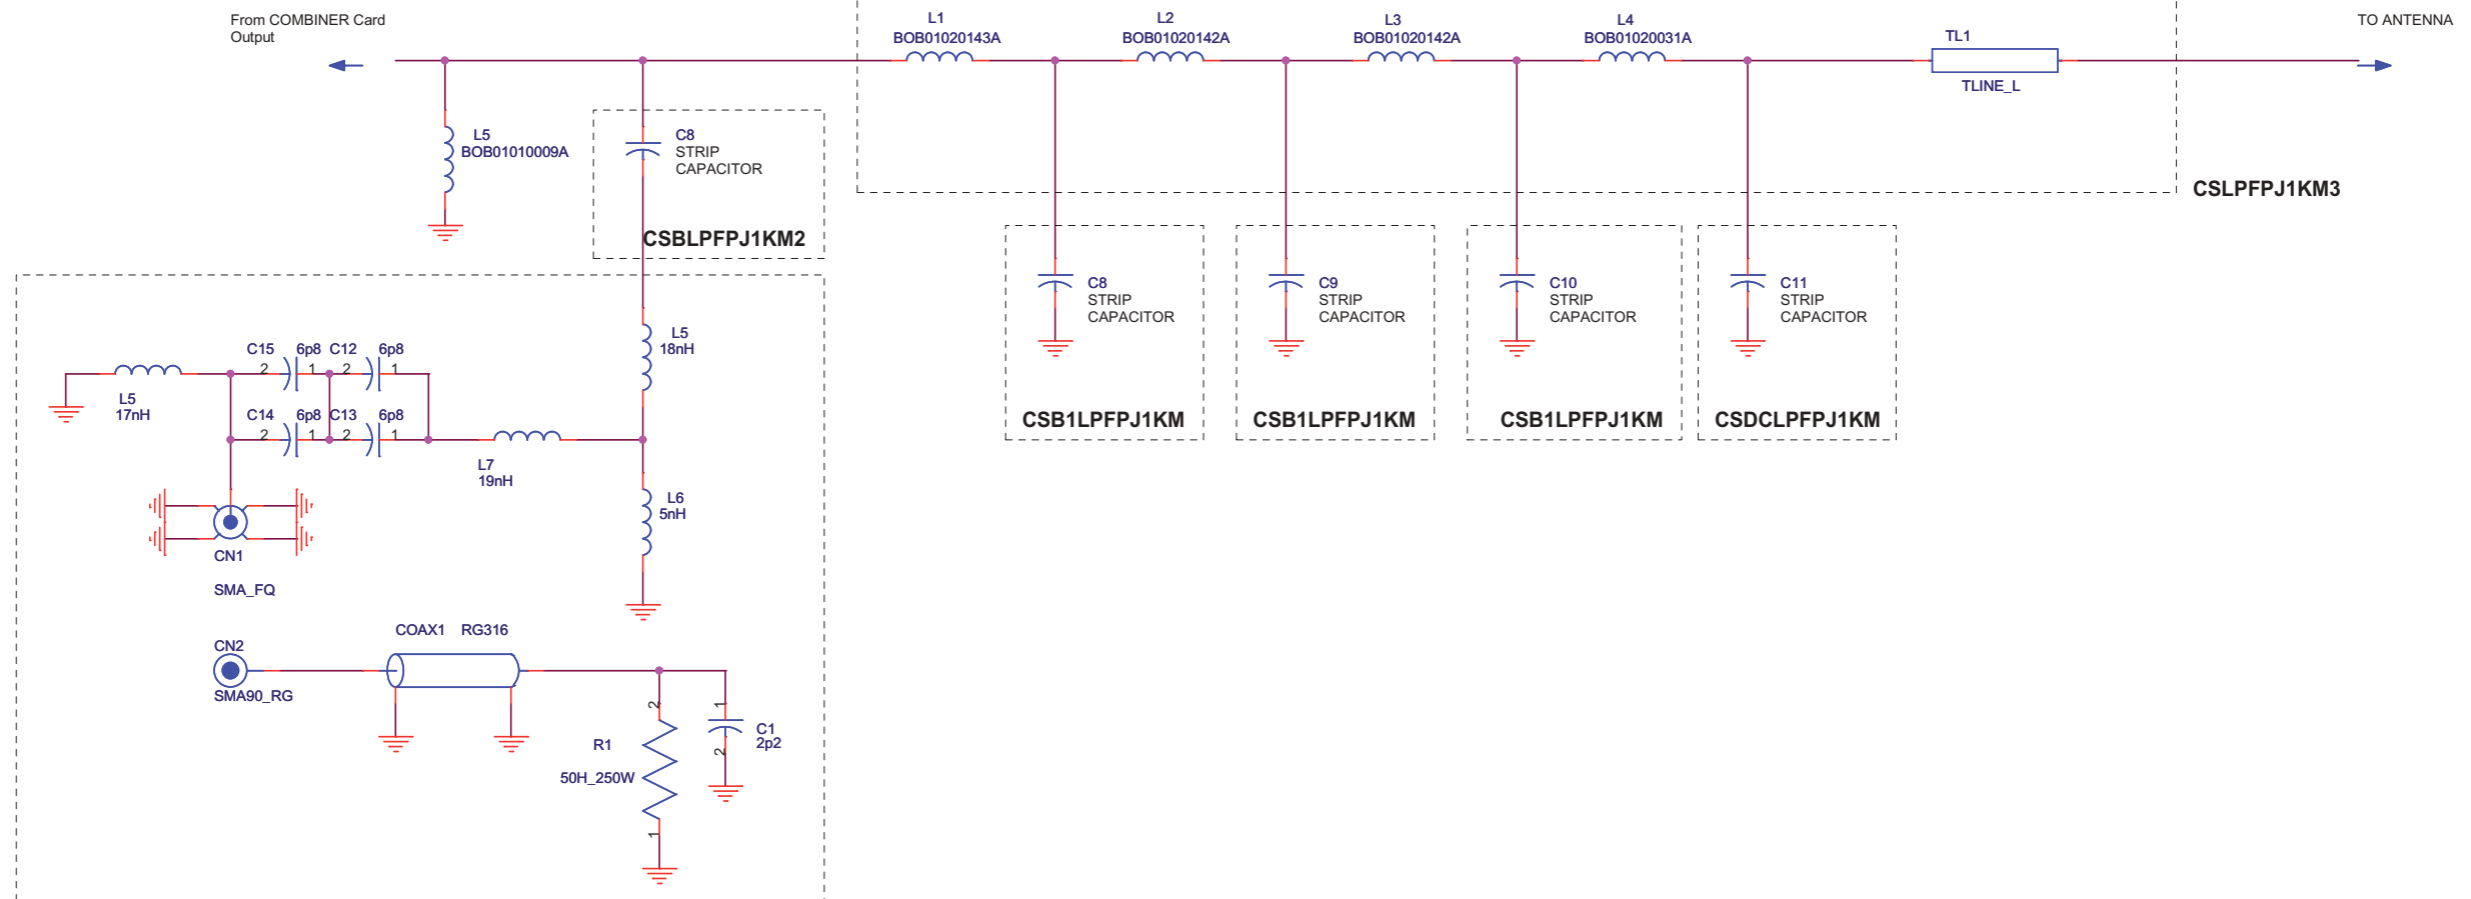 From COMBINER Card
Output
L1
BOB01020143A
L2
BOB01020142A
L3
BOB01020142A
L4
BOB01020031A
TL1
TLINE_L
TO ANTENNA
L5
BOB01010009A
C8
STRIP
CAPACITOR
CSBLPFPJ1KM2
CSLPFPJ1KM3
C8
STRIP
CAPACITOR
CSB1LPFPJ1KM
C9
STRIP
CAPACITOR
CSB1LPFPJ1KM
C10
STRIP
CAPACITOR
CSB1LPFPJ1KM
C11
STRIP
CAPACITOR
CSDCLPFPJ1KM
L5
18nH
C15 6p8 C12 6p8
2 1 2 1
L5
17nH
C14 6p8 C13 6p8
2 1 2 1
L7
19nH
L6
5nH
CN1
SMA_FQ
COAX1 RG316
CN2
SMA90_RG
2
1
R1
50H_250W
1
C1
2p2
2